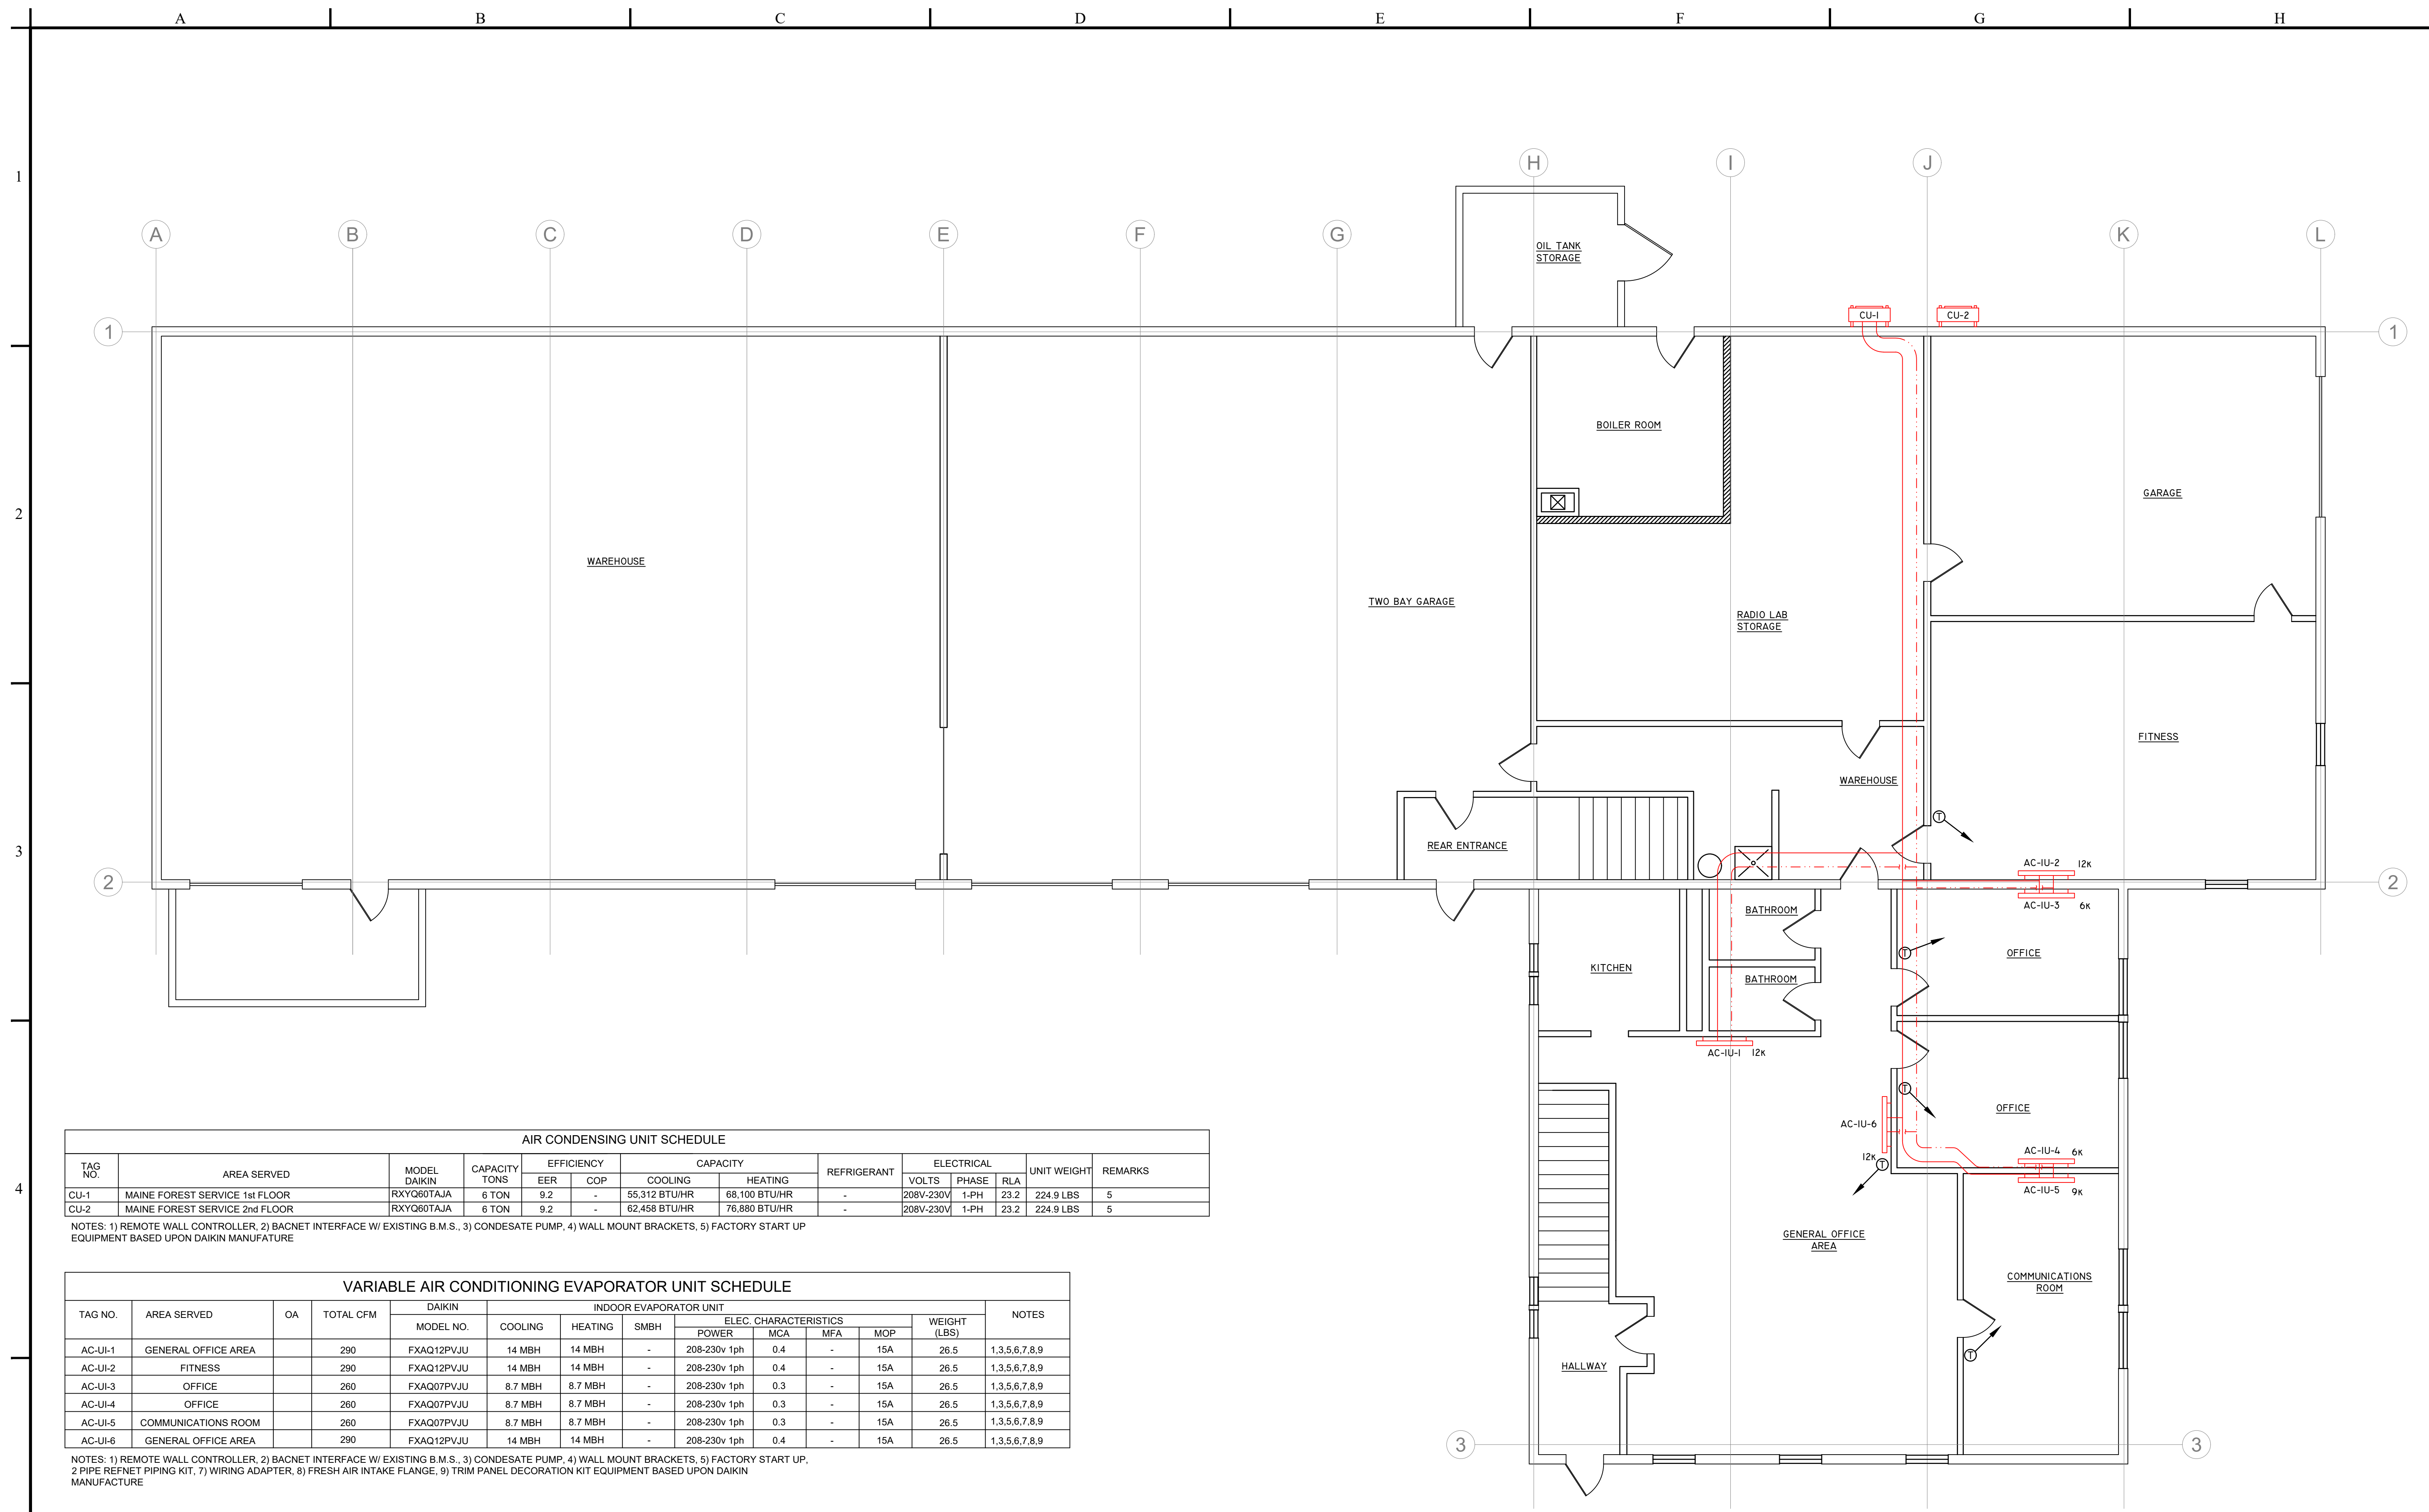 A B C D E F G H
1
H I J
A B C D E F G K L
OIL TANK
STORAGE
1 CU-1 CU-2 1
BOILER ROOM
GARAGE
2
WAREHOUSE
TWO BAY GARAGE
RADIO LAB
STORAGE
FITNESS
WAREHOUSE
T
3
REAR ENTRANCE
AC-IU-2 12K
2 2
AC-IU-3 6K
BATHROOM
T
OFFICE
KITCHEN
BATHROOM
AC-IU-1 12K
T
OFFICE
AC-IU-6
12K
T
AC-IU-4 6K
AC-IU-5 9K
4
GENERAL OFFICE
AREA
COMMUNICATIONS
ROOM
T
HALLWAY
3 3
AIR CONDENSING UNIT SCHEDULE
TAG NO. AREA SERVED MODEL DAIKIN CAPACITY TONS EFFICIENCY CAPACITY REFRIGERANT ELECTRICAL UNIT WEIGHT REMARKS
EER COP COOLING HEATING VOLTS PHASE RLA
CU-1 MAINE FOREST SERVICE 1st FLOOR RXYQ60TAJA 6 TON 9.2 - 55,312 BTU/HR 68,100 BTU/HR - 208V-230V 1-PH 23.2 224.9 LBS 5
CU-2 MAINE FOREST SERVICE 2nd FLOOR RXYQ60TAJA 6 TON 9.2 - 62,458 BTU/HR 76,880 BTU/HR - 208V-230V 1-PH 23.2 224.9 LBS 5
NOTES: 1) REMOTE WALL CONTROLLER, 2) BACNET INTERFACE W/ EXISTING B.M.S., 3) CONDESATE PUMP, 4) WALL MOUNT BRACKETS, 5) FACTORY START UP
EQUIPMENT BASED UPON DAIKIN MANUFATURE
VARIABLE AIR CONDITIONING EVAPORATOR UNIT SCHEDULE
TAG NO. AREA SERVED OA TOTAL CFM DAIKIN INDOOR EVAPORATOR UNIT NOTES
MODEL NO. COOLING HEATING SMBH ELEC. CHARACTERISTICS WEIGHT (LBS)
POWER MCA MFA MOP
AC-UI-1 GENERAL OFFICE AREA 290 FXAQ12PVJU 14 MBH 14 MBH - 208-230v 1ph 0.4 - 15A 26.5 1,3,5,6,7,8,9
AC-UI-2 FITNESS 290 FXAQ12PVJU 14 MBH 14 MBH - 208-230v 1ph 0.4 - 15A 26.5 1,3,5,6,7,8,9
AC-UI-3 OFFICE 260 FXAQ07PVJU 8.7 MBH 8.7 MBH - 208-230v 1ph 0.3 - 15A 26.5 1,3,5,6,7,8,9
AC-UI-4 OFFICE 260 FXAQ07PVJU 8.7 MBH 8.7 MBH - 208-230v 1ph 0.3 - 15A 26.5 1,3,5,6,7,8,9
AC-UI-5 COMMUNICATIONS ROOM 260 FXAQ07PVJU 8.7 MBH 8.7 MBH - 208-230v 1ph 0.3 - 15A 26.5 1,3,5,6,7,8,9
AC-UI-6 GENERAL OFFICE AREA 290 FXAQ12PVJU 14 MBH 14 MBH - 208-230v 1ph 0.4 - 15A 26.5 1,3,5,6,7,8,9
NOTES: 1) REMOTE WALL CONTROLLER, 2) BACNET INTERFACE W/ EXISTING B.M.S., 3) CONDESATE PUMP, 4) WALL MOUNT BRACKETS, 5) FACTORY START UP,
2 PIPE REFNET PIPING KIT, 7) WIRING ADAPTER, 8) FRESH AIR INTAKE FLANGE, 9) TRIM PANEL DECORATION KIT EQUIPMENT BASED UPON DAIKIN
MANUFACTURE